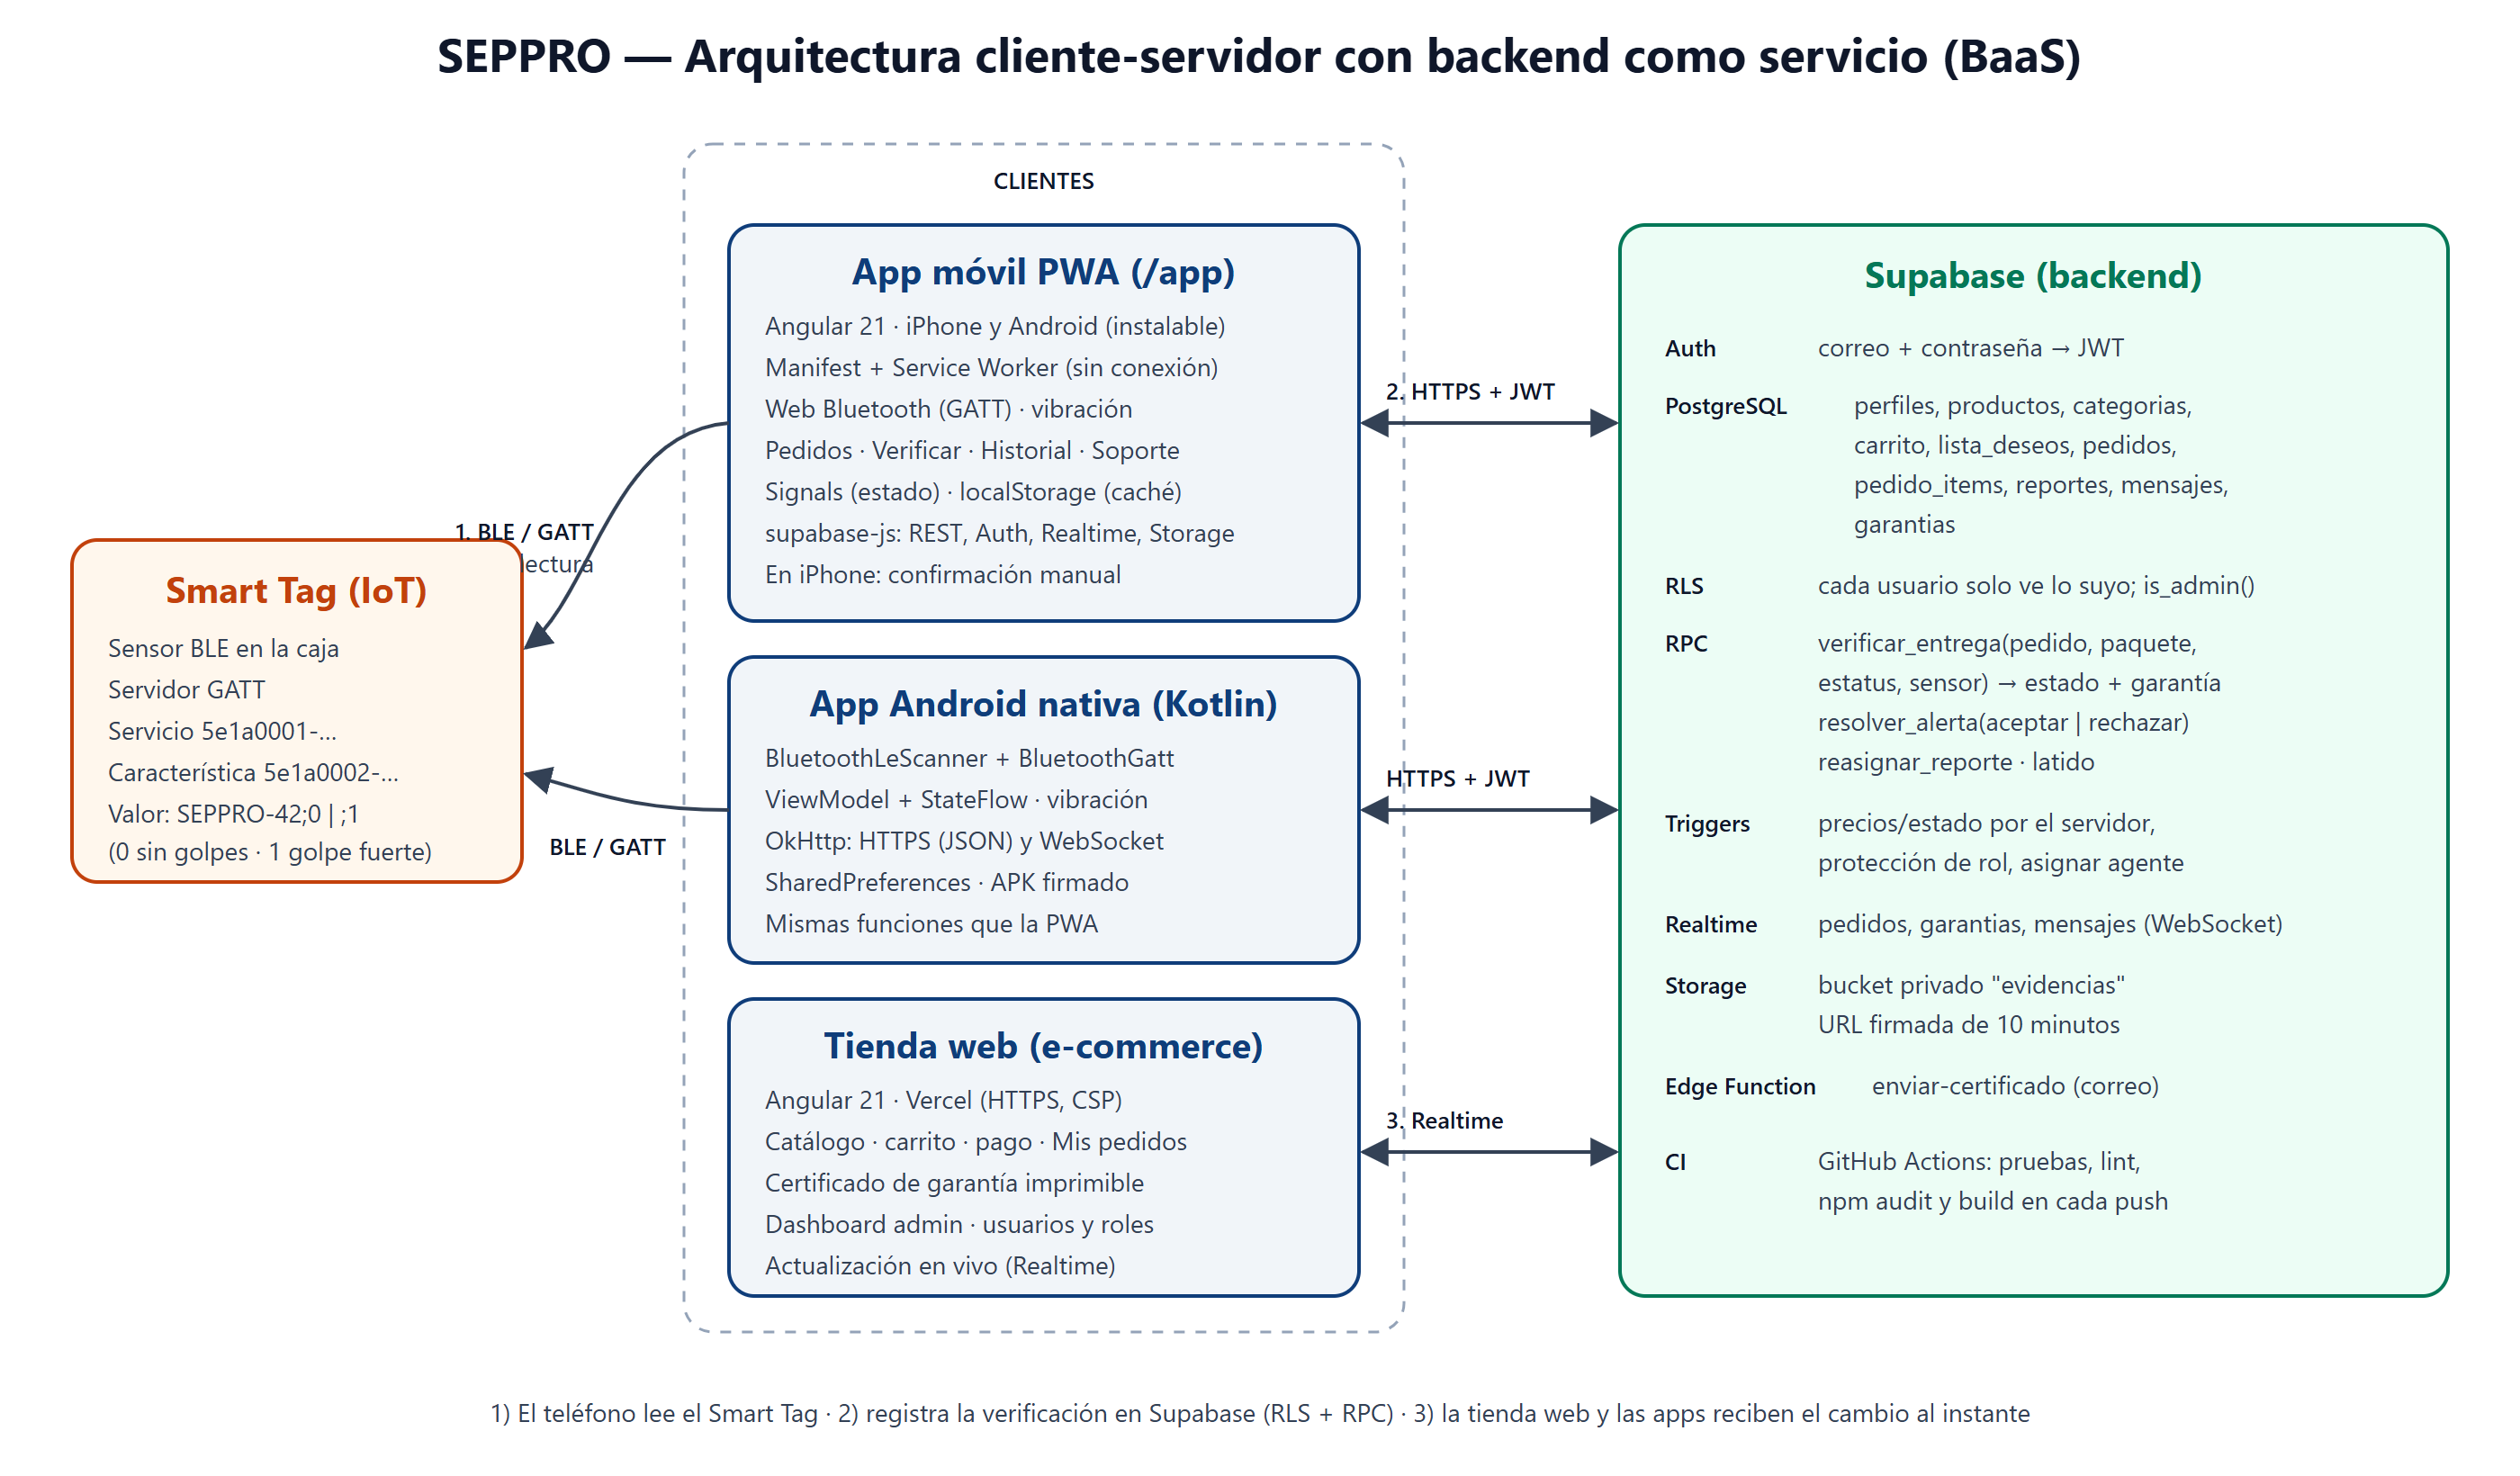 SEPPRO — Arquitectura cliente-servidor con backend como servicio (BaaS)
CLIENTES
App móvil PWA (/app)
Angular 21 · iPhone y Android (instalable)
Manifest + Service Worker (sin conexión)
Web Bluetooth (GATT) · vibración
Pedidos · Verificar · Historial · Soporte
Signals (estado) · localStorage (caché)
supabase-js: REST, Auth, Realtime, Storage
En iPhone: confirmación manual
1. BLE / GATT
lectura
Smart Tag (IoT)
Sensor BLE en la caja
Servidor GATT
Servicio 5e1a0001-...
Característica 5e1a0002-...
Valor: SEPPRO-42;0 | ;1
(0 sin golpes · 1 golpe fuerte)
BLE / GATT
App Android nativa (Kotlin)
BluetoothLeScanner + BluetoothGatt
ViewModel + StateFlow · vibración
OkHttp: HTTPS (JSON) y WebSocket
SharedPreferences · APK firmado
Mismas funciones que la PWA
Tienda web (e-commerce)
Angular 21 · Vercel (HTTPS, CSP)
Catálogo · carrito · pago · Mis pedidos
Certificado de garantía imprimible
Dashboard admin · usuarios y roles
Actualización en vivo (Realtime)
2. HTTPS + JWT
HTTPS + JWT
3. Realtime
Supabase (backend)
Auth correo + contraseña → JWT
PostgreSQL perfiles, productos, categorias,
carrito, lista_deseos, pedidos,
pedido_items, reportes, mensajes,
garantias
RLS cada usuario solo ve lo suyo; is_admin()
RPC verificar_entrega(pedido, paquete,
estatus, sensor) → estado + garantía
resolver_alerta(aceptar | rechazar)
reasignar_reporte · latido
Triggers precios/estado por el servidor,
protección de rol, asignar agente
Realtime pedidos, garantias, mensajes (WebSocket)
Storage bucket privado "evidencias"
URL firmada de 10 minutos
Edge Function enviar-certificado (correo)
CI GitHub Actions: pruebas, lint,
npm audit y build en cada push
1) El teléfono lee el Smart Tag · 2) registra la verificación en Supabase (RLS + RPC) · 3) la tienda web y las apps reciben el cambio al instante